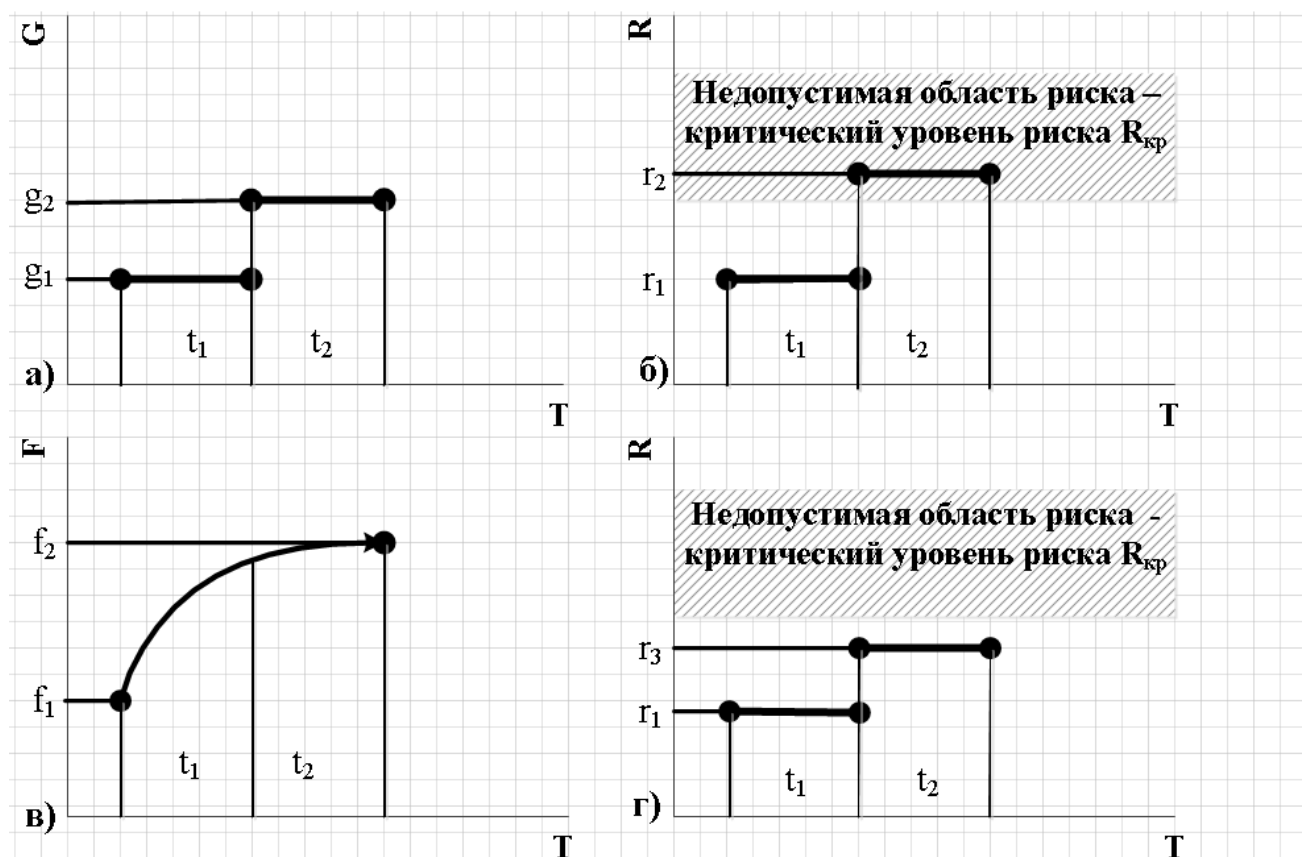 G
g₂
g₁
t₁
t₂
а)
T
R
Недопустимая область риска –
критический уровень риска Rкр
r₂
r₁
t₁
t₂
б)
T
F
f₂
f₁
t₁
t₂
в)
T
R
Недопустимая область риска -
критический уровень риска Rкр
r₃
r₁
t₁
t₂
г)
T